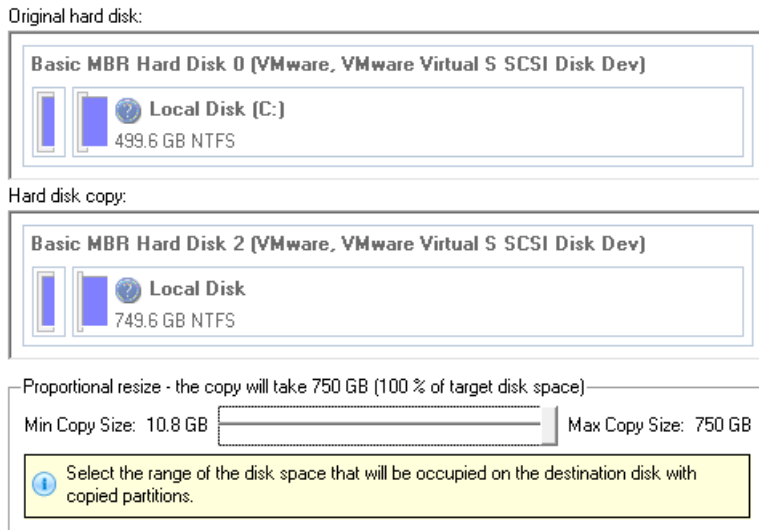 Original hard disk:
Basic MBR Hard Disk 0 (VMware, VMware Virtual S SCSI Disk Dev)
Local Disk (C:)
499.6 GB NTFS
Hard disk copy:
Basic MBR Hard Disk 2 (VMware, VMware Virtual S SCSI Disk Dev)
Local Disk
749.6 GB NTFS
Proportional resize - the copy will take 750 GB (100 % of target disk space)
Min Copy Size: 10.8 GB Max Copy Size: 750 GB
Select the range of the disk space that will be occupied on the destination disk with
copied partitions.